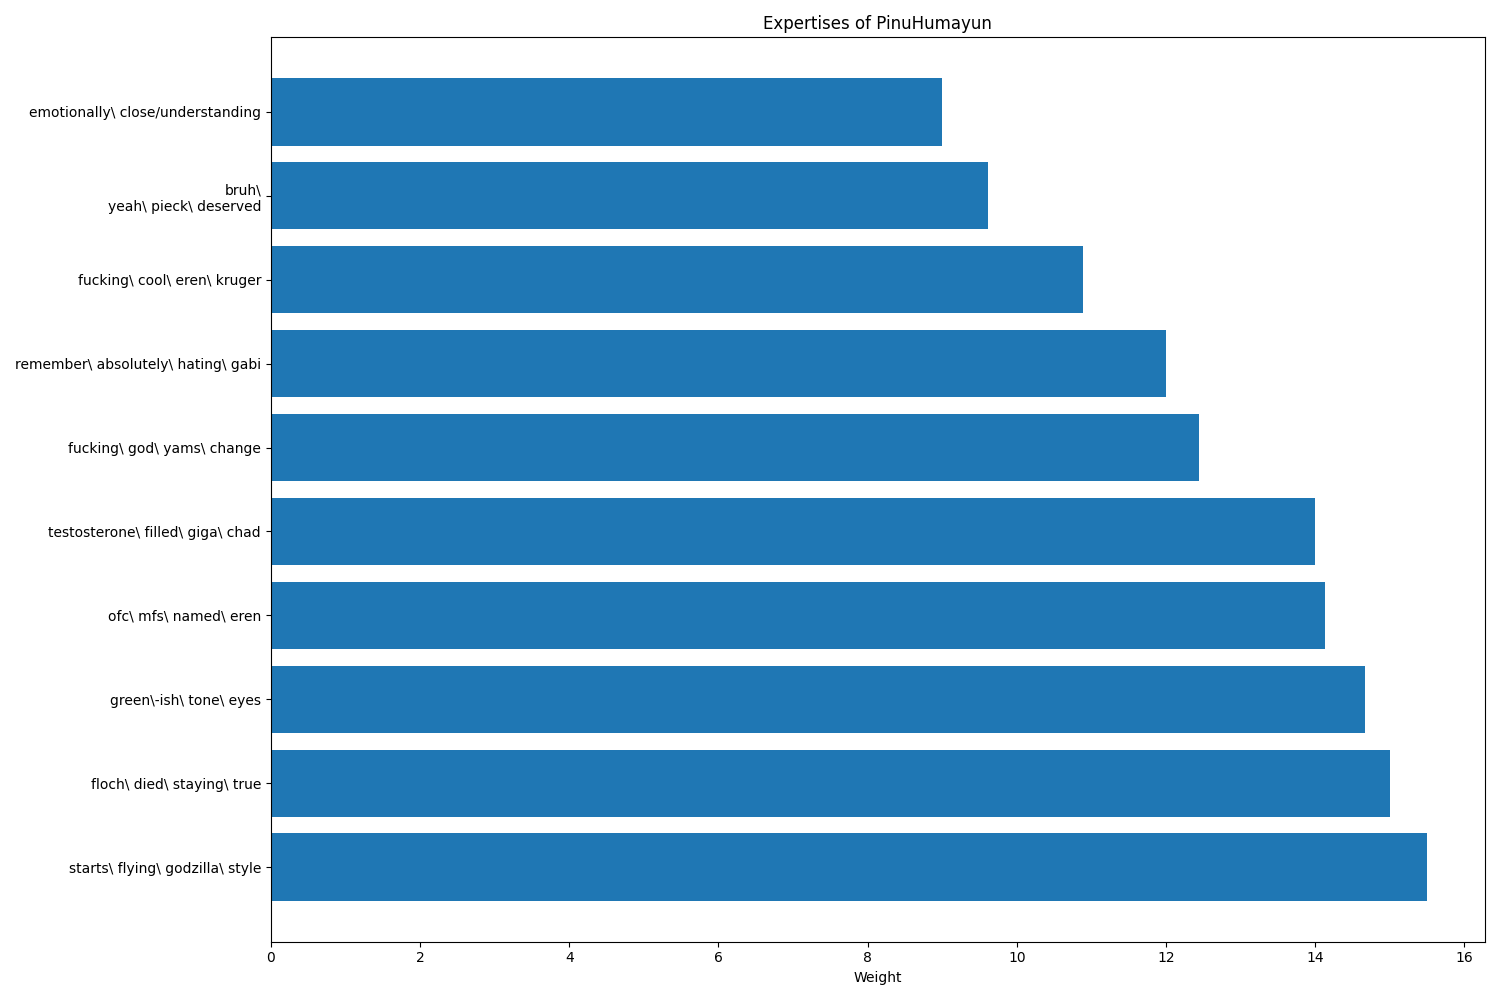 Expertises of PinuHumayun
emotionally\ close/understanding
bruh\
yeah\ pieck\ deserved
fucking\ cool\ eren\ kruger
remember\ absolutely\ hating\ gabi
fucking\ god\ yams\ change
testosterone\ filled\ giga\ chad
ofc\ mfs\ named\ eren
green\-ish\ tone\ eyes
floch\ died\ staying\ true
starts\ flying\ godzilla\ style
0 2 4 6 8 10 12 14 16
Weight